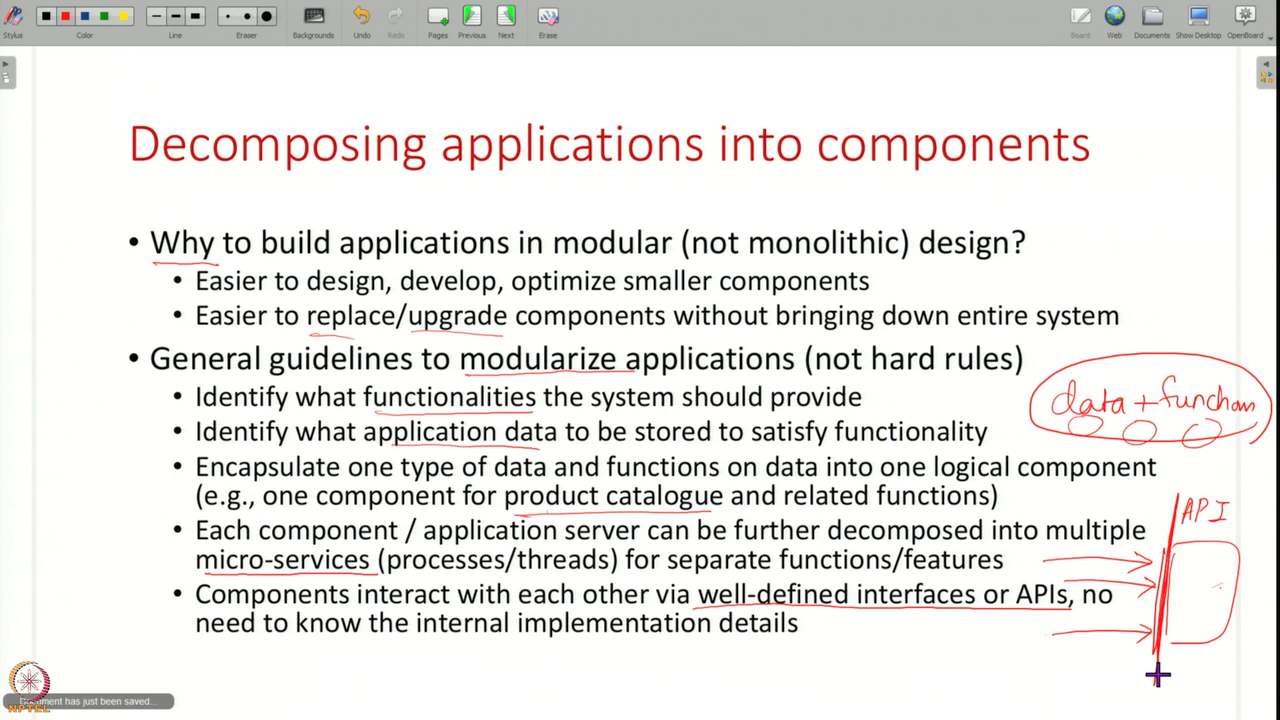 Stylus
Color
Line
Eraser
Backgrounds
Undo
Redo
Pages
Previous
Next
Erase
Board
Web
Documents
Show Desktop
OpenBoard
Decomposing applications into components
• Why to build applications in modular (not monolithic) design?
• Easier to design, develop, optimize smaller components
• Easier to replace/upgrade components without bringing down entire system
• General guidelines to modularize applications (not hard rules)
• Identify what functionalities the system should provide
data + functions
• Identify what application data to be stored to satisfy functionality
• Encapsulate one type of data and functions on data into one logical component
(e.g., one component for product catalogue and related functions)
API
• Each component / application server can be further decomposed into multiple
micro-services (processes/threads) for separate functions/features
• Components interact with each other via well-defined interfaces or APIs, no
need to know the internal implementation details
Document has just been saved...
NPTEL